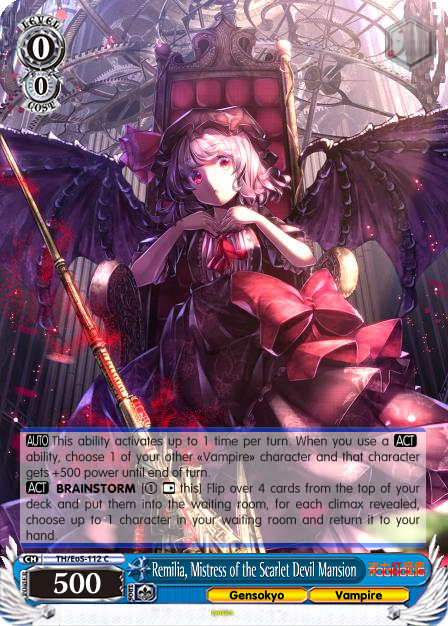 LEVEL
0
0
COST
AUTO This ability activates up to 1 time per turn. When you use a ACT
ability, choose 1 of your other «Vampire» character and that character
gets +500 power until end of turn.
ACT BRAINSTORM [① this] Flip over 4 cards from the top of your
deck and put them into the waiting room, for each climax revealed,
choose up to 1 character in your waiting room and return it to your
hand.
CH TH/EoS-112 C
POWER 500 SOUL
Remilia, Mistress of the Scarlet Devil Mansion
Gensokyo Vampire